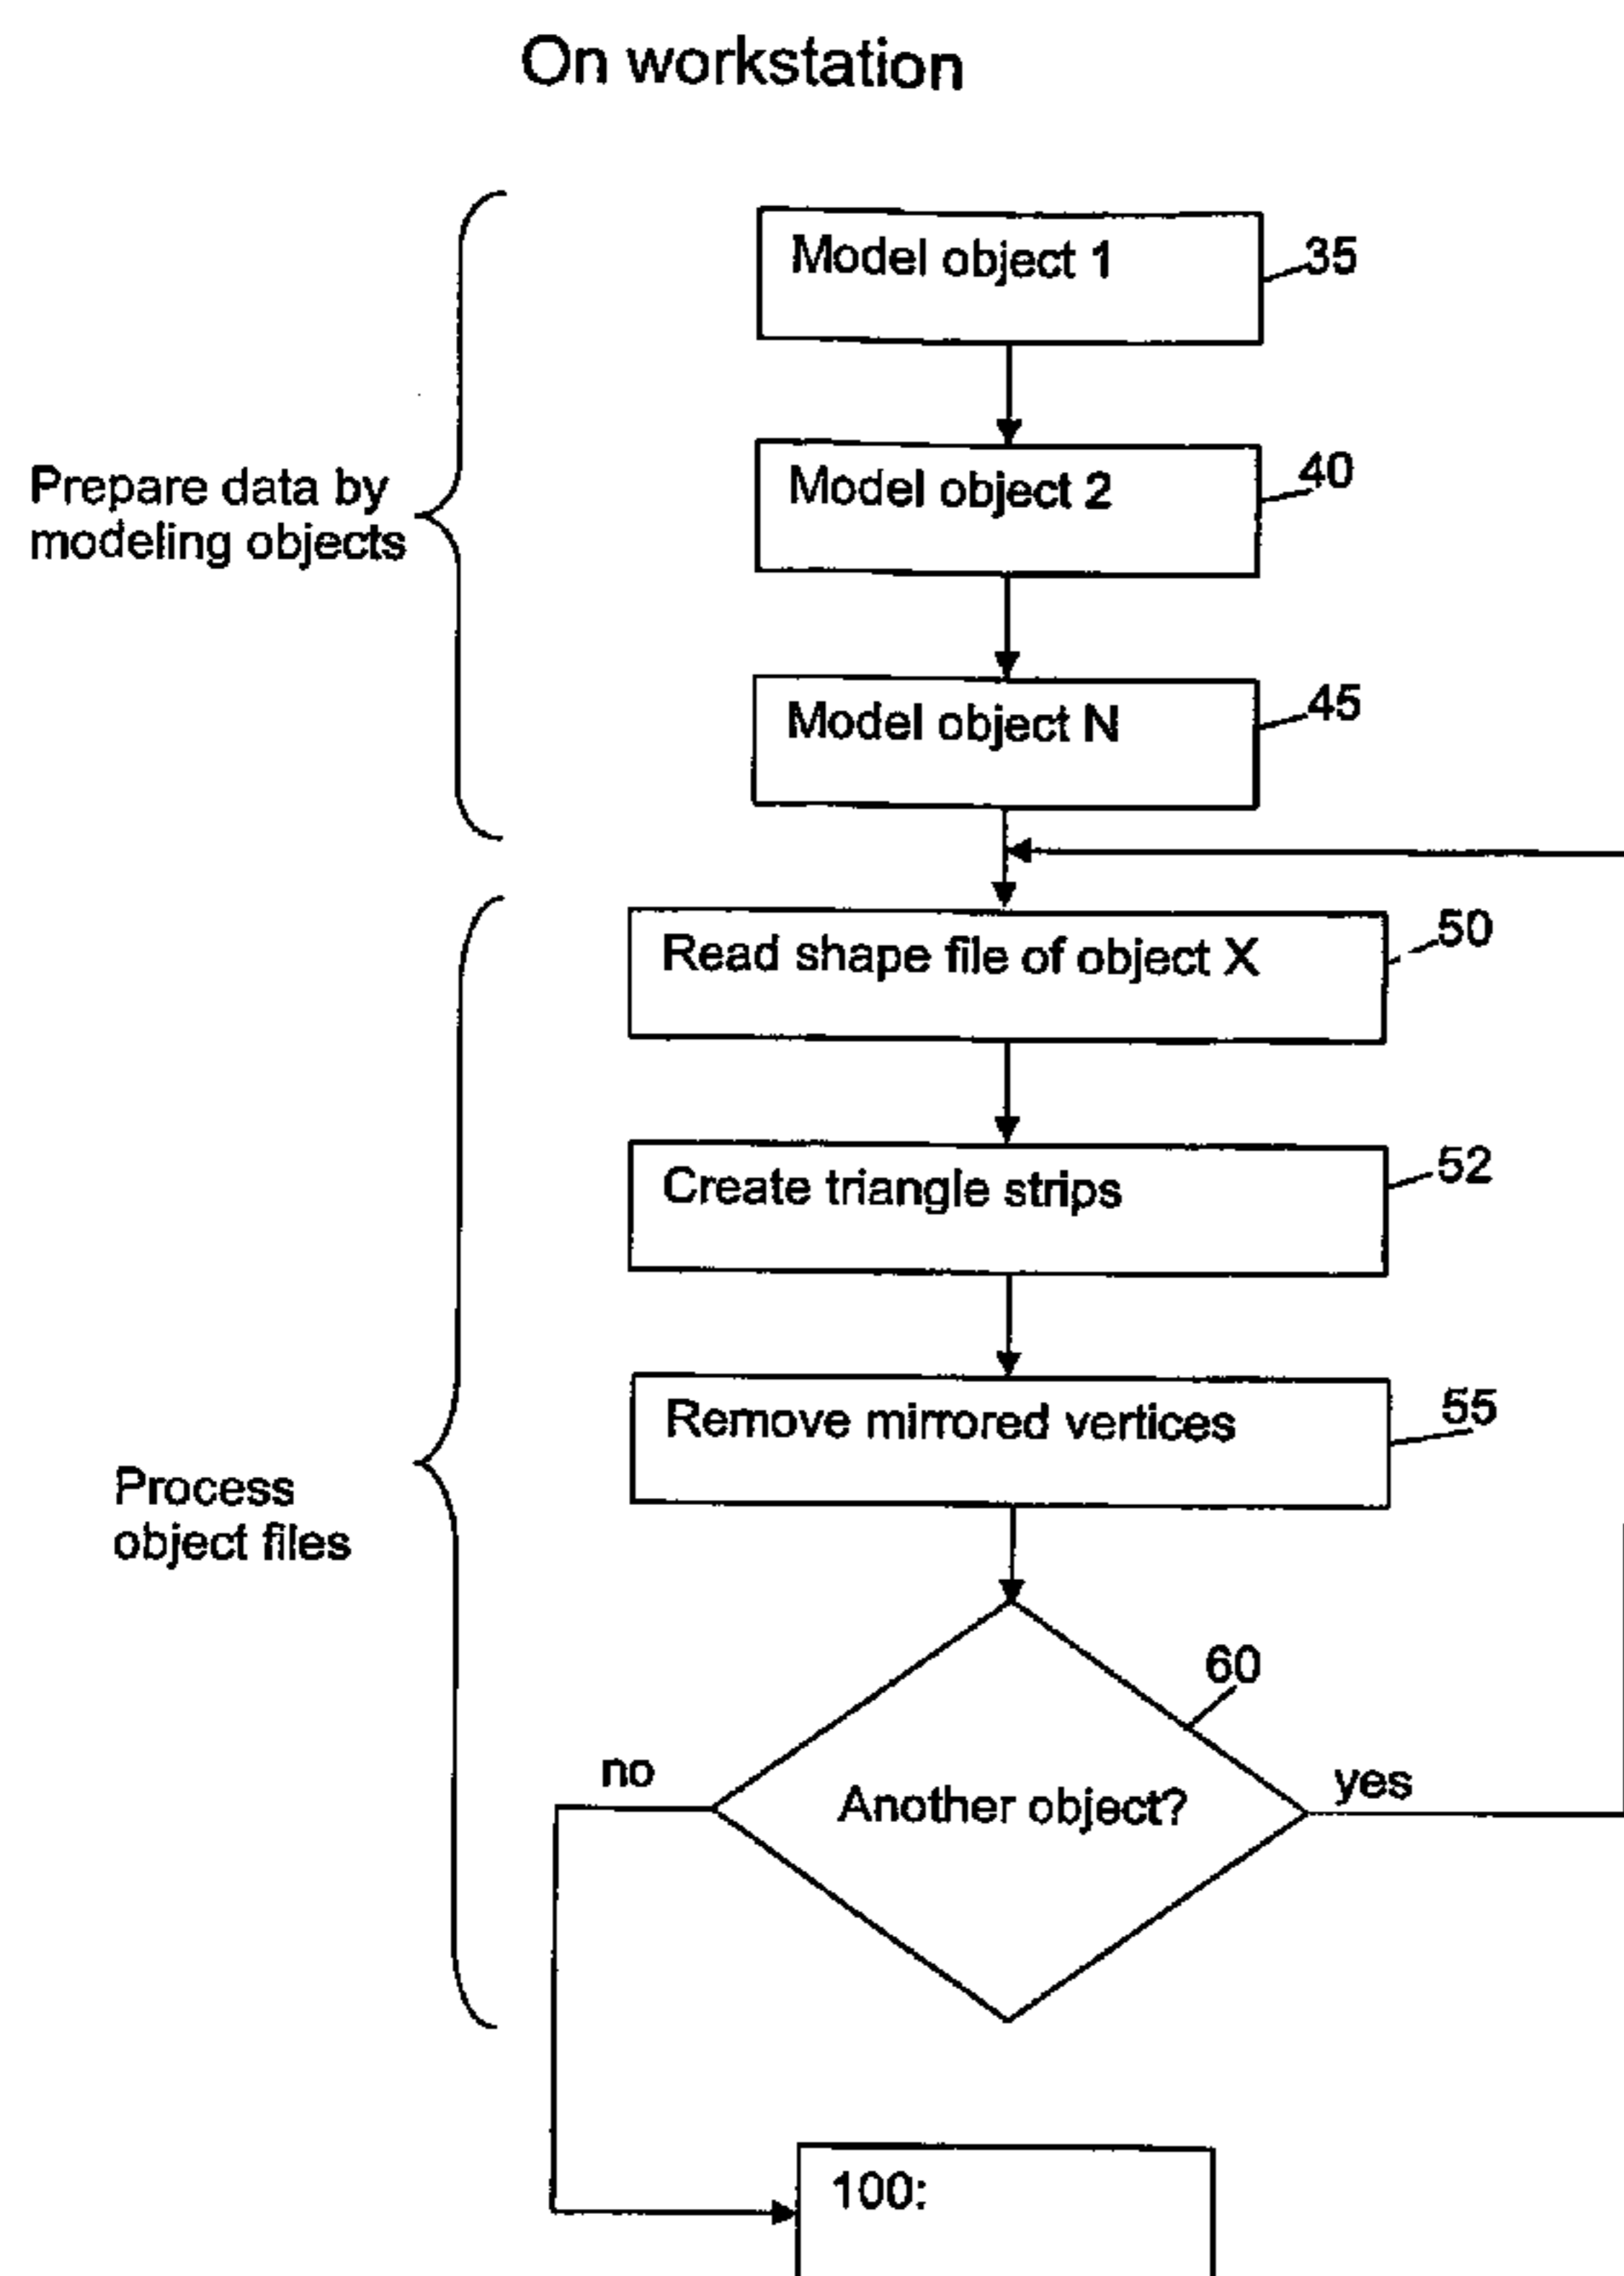 On workstation
Model object 1
35
Prepare data by
modeling objects
Model object 2
40
Model object N
45
Read shape file of object X
50
Create triangle strips
52
Remove mirrored vertices
55
Process
object files
60
no
Another object?
yes
100: